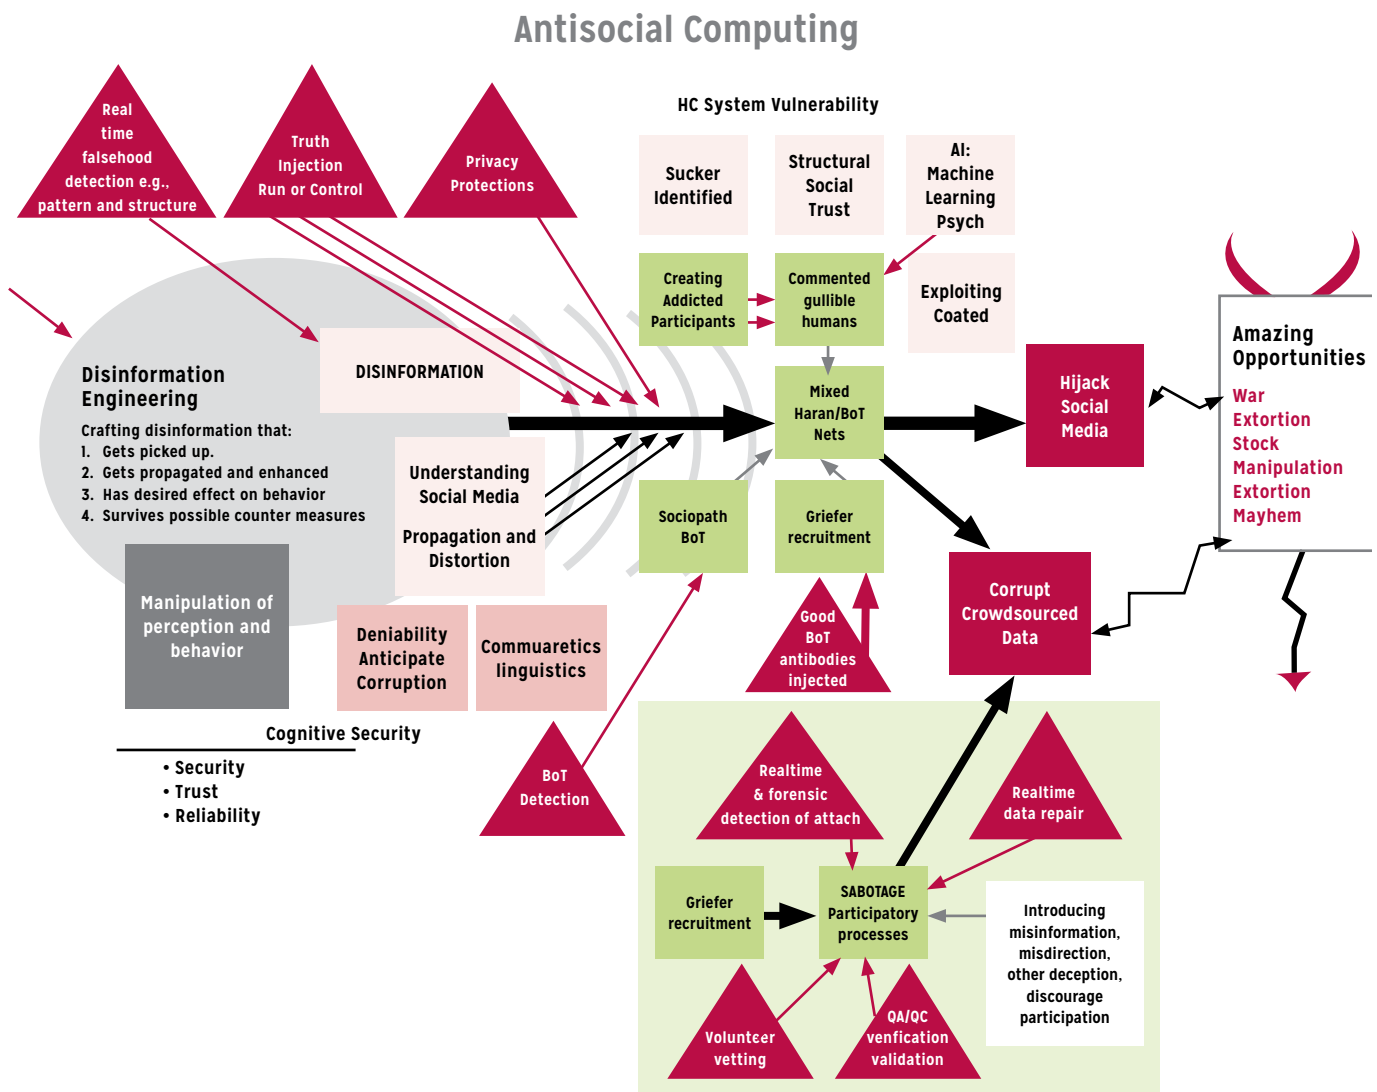 Antisocial Computing
Real
time
falsehood
detection e.g.,
pattern and structure
Truth
Injection
Run or Control
Privacy
Protections
HC System Vulnerability
Sucker
Identified
Structural
Social
Trust
AI:
Machine
Learning
Psych
Creating
Addicted
Participants
Commented
gullible
humans
Exploiting
Coated
DISINFORMATION
Disinformation
Engineering
Crafting disinformation that:
1. Gets picked up.
2. Gets propagated and enhanced
3. Has desired effect on behavior
4. Survives possible counter measures
Understanding
Social Media
Propagation and
Distortion
Mixed
Haran/BoT
Nets
Hijack
Social
Media
Amazing
Opportunities
War
Extortion
Stock
Manipulation
Extortion
Mayhem
Sociopath
BoT
Griefer
recruitment
Manipulation of
perception and
behavior
Deniability
Anticipate
Corruption
Commuaretics
linguistics
Good
BoT
antibodies
injected
Corrupt
Crowdsourced
Data
Cognitive Security
• Security
• Trust
• Reliability
BoT
Detection
Realtime
& forensic
detection of attach
Realtime
data repair
Griefer
recruitment
SABOTAGE
Participatory
processes
Introducing
misinformation,
misdirection,
other deception,
discourage
participation
Volunteer
vetting
QA/QC
venfication
validation